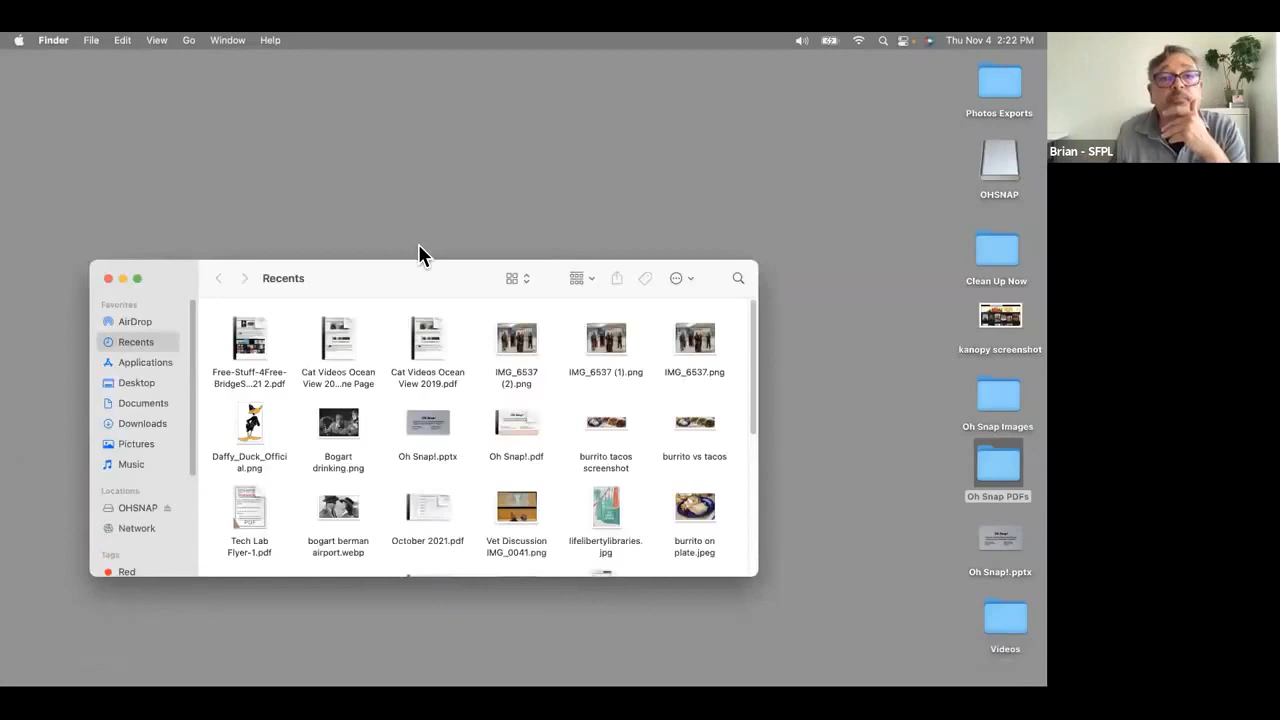 Finder File Edit View Go Window Help
Thu Nov 4 2:22 PM
Photos Exports
Brian - SFPL
OHSNAP
Clean Up Now
kanopy screenshot
Oh Snap Images
Oh Snap PDFs
Oh Snap!.pptx
Videos
Recents
Favorites
AirDrop
Recents
Applications
Desktop
Documents
Downloads
Pictures
Music
Locations
OHSNAP
Network
Tags
Red
Free-Stuff-4Free-
BridgeS...21 2.pdf
Cat Videos Ocean
View 20...ne Page
Cat Videos Ocean
View 2019.pdf
IMG_6537
(2).png
IMG_6537 (1).png
IMG_6537.png
Daffy_Duck_Offici
al.png
Bogart
drinking.png
Oh Snap!.pptx
Oh Snap!.pdf
burrito tacos
screenshot
burrito vs tacos
Tech Lab
Flyer-1.pdf
bogart berman
airport.webp
October 2021.pdf
Vet Discussion
IMG_0041.png
lifelibertylibraries.
jpg
burrito on
plate.jpeg